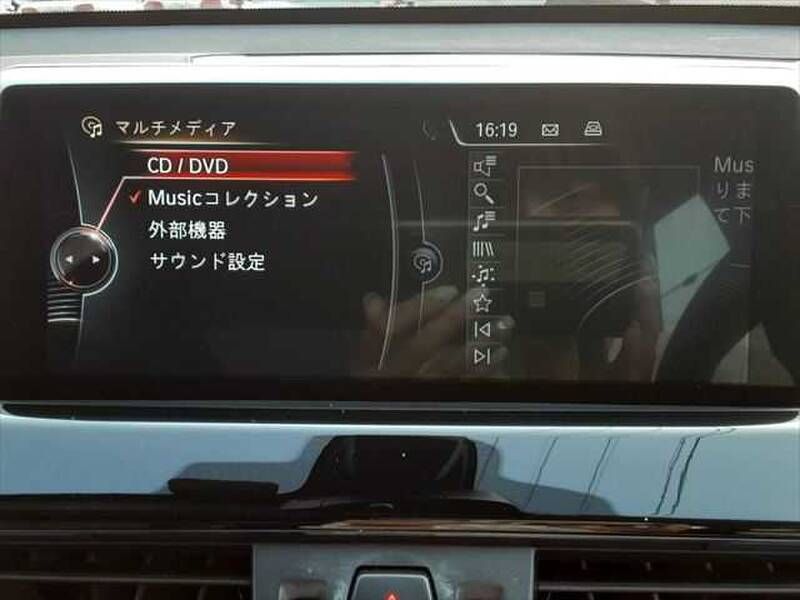 マルチメディア
16:19
CD / DVD
✓ Musicコレクション
外部機器
サウンド設定
Mus
りま
て下